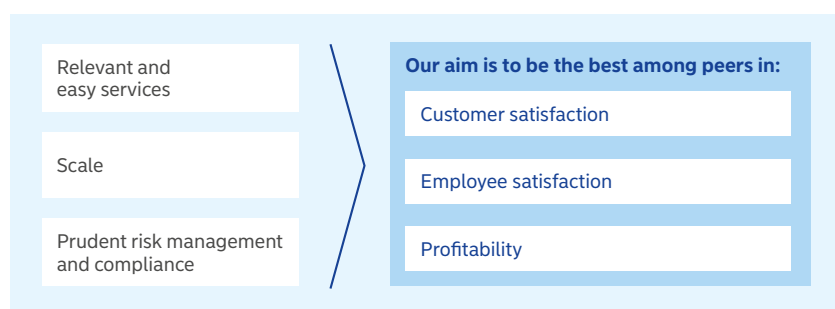 Relevant and
easy services
Scale
Prudent risk management
and compliance
Our aim is to be the best among peers in:
Customer satisfaction
Employee satisfaction
Profitability